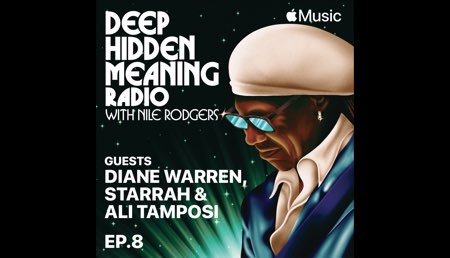 Music
DEEP
HIDDEN
MEANING
RADIO
WITH NILE RODGERS
GUESTS
DIANE WARREN,
STARRAH &
ALI TAMPOSI
EP.8